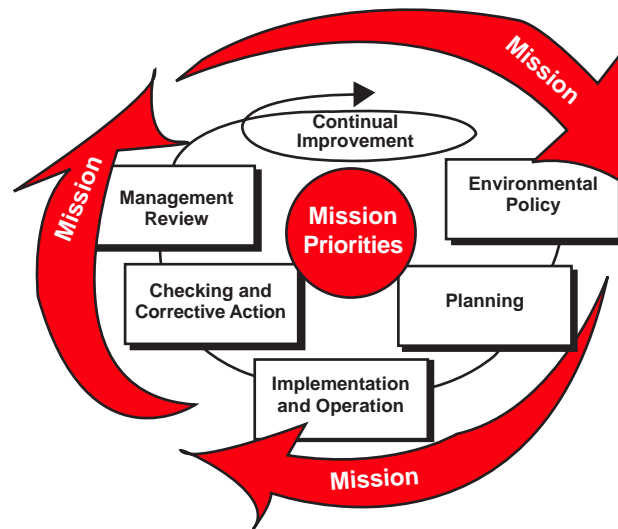 Mission
Continual
Improvement
Environmental
Policy
Management
Review
Mission
Mission
Priorities
Checking and
Corrective Action
Planning
Implementation
and Operation
Mission